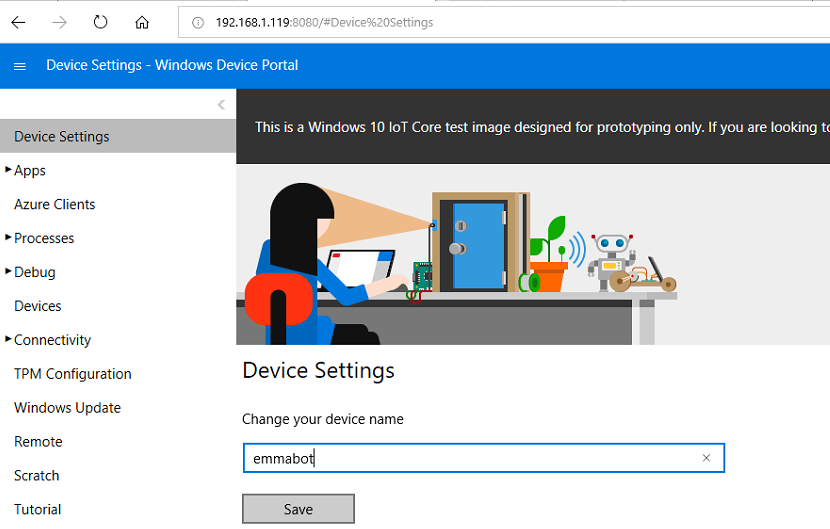 192.168.1.119:8080/#Device%20Settings
Device Settings - Windows Device Portal
Device Settings
This is a Windows 10 IoT Core test image designed for prototyping only. If you are looking to
Apps
Azure Clients
Processes
Debug
Devices
Connectivity
TPM Configuration
Windows Update
Remote
Scratch
Tutorial
Device Settings
Change your device name
emmabot
Save